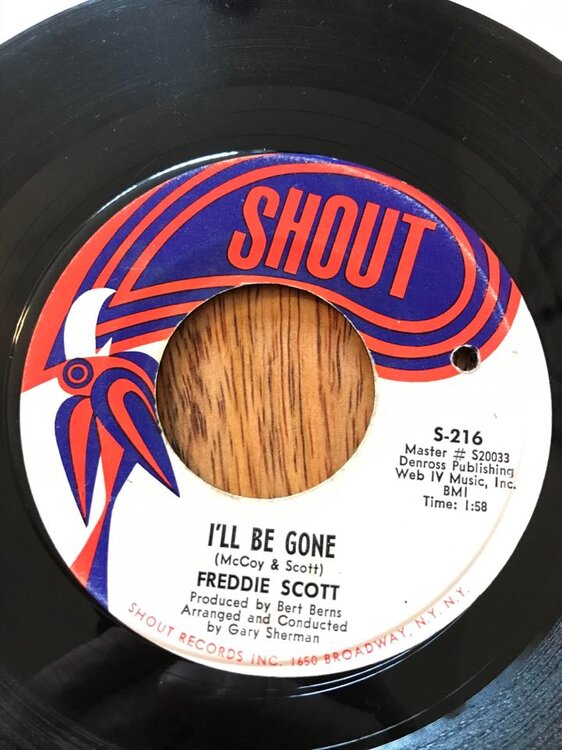 SHOUT
S-216
Master # S20033
Denross Publishing
Web IV Music, Inc.
BMI
Time: 1:58
I'LL BE GONE
(McCoy & Scott)
FREDDIE SCOTT
Produced by Bert Berns
Arranged and Conducted
by Gary Sherman
SHOUT RECORDS INC. 1650 BROADWAY, N.Y. N.Y.